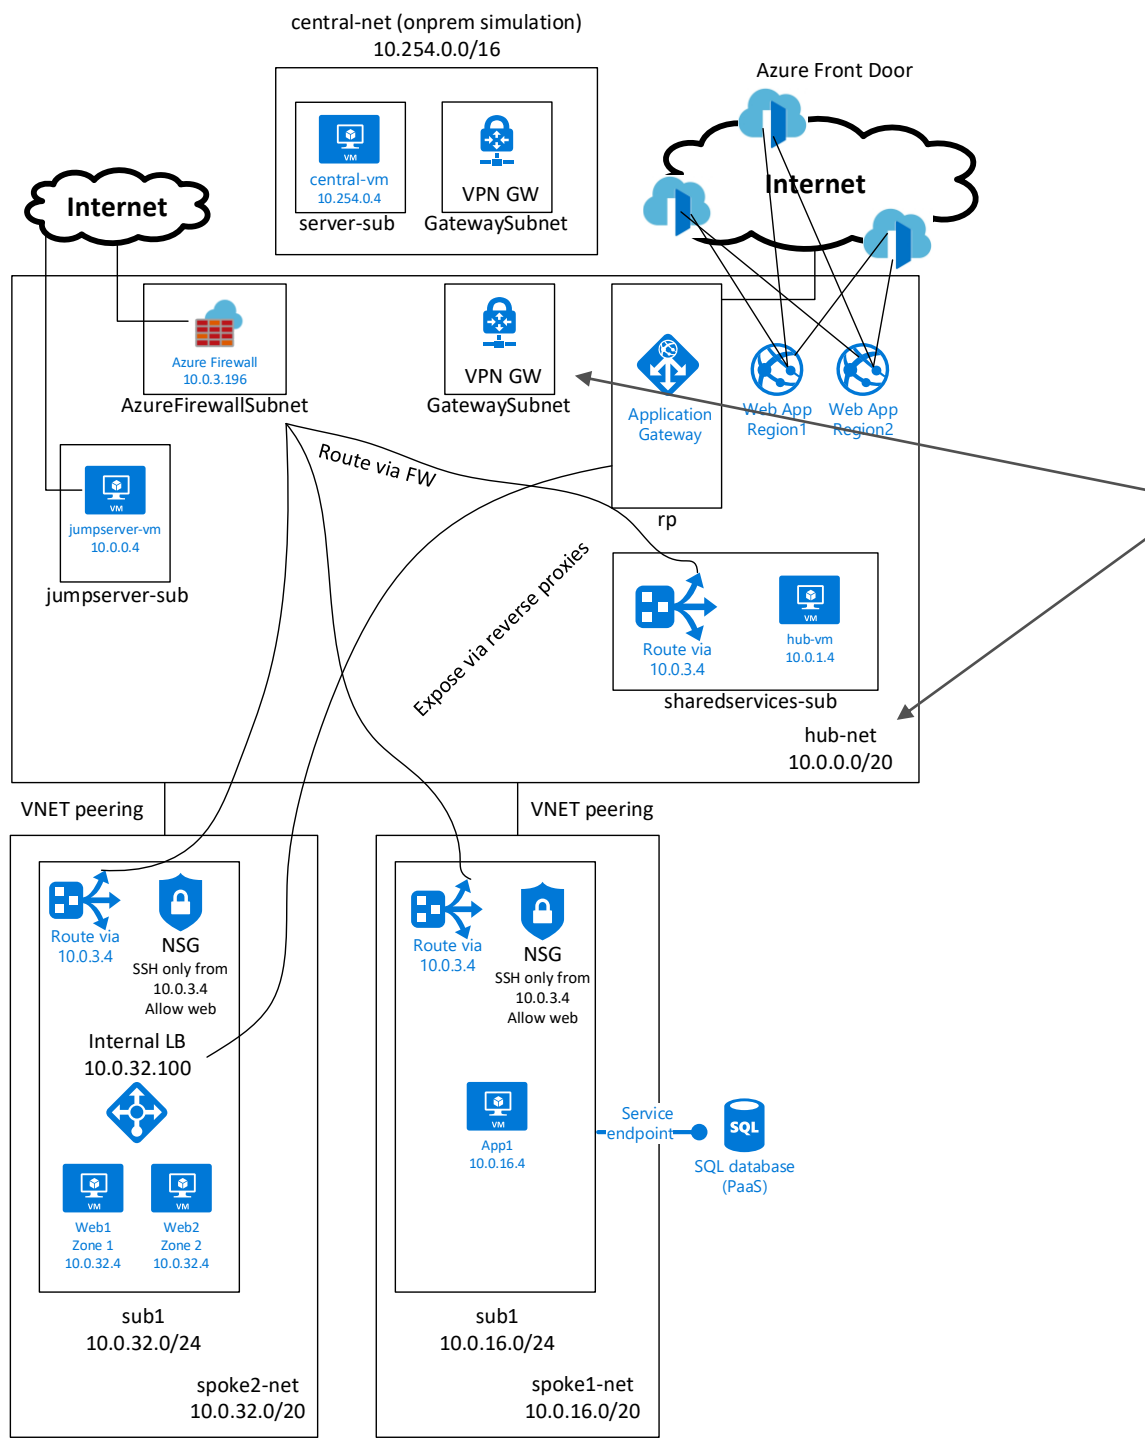 central-net (onprem simulation)
10.254.0.0/16
VM
central-vm
10.254.0.4
server-sub
VPN GW
GatewaySubnet
Azure Front Door
Internet
Internet
Azure Firewall
10.0.3.196
AzureFirewallSubnet
VPN GW
GatewaySubnet
Application
Gateway
rp
Web App
Region1
Web App
Region2
Route via FW
VM
jumpserver-vm
10.0.0.4
jumpserver-sub
Expose via reverse proxies
Route via
10.0.3.4
VM
hub-vm
10.0.1.4
sharedservices-sub
hub-net
10.0.0.0/20
VNET peering
VNET peering
Route via
10.0.3.4
NSG
SSH only from
10.0.3.4
Allow web
Internal LB
10.0.32.100
VM
Web1
Zone 1
10.0.32.4
VM
Web2
Zone 2
10.0.32.4
sub1
10.0.32.0/24
spoke2-net
10.0.32.0/20
Route via
10.0.3.4
NSG
SSH only from
10.0.3.4
Allow web
VM
App1
10.0.16.4
Service
endpoint
SQL
SQL database
(PaaS)
sub1
10.0.16.0/24
spoke1-net
10.0.16.0/20